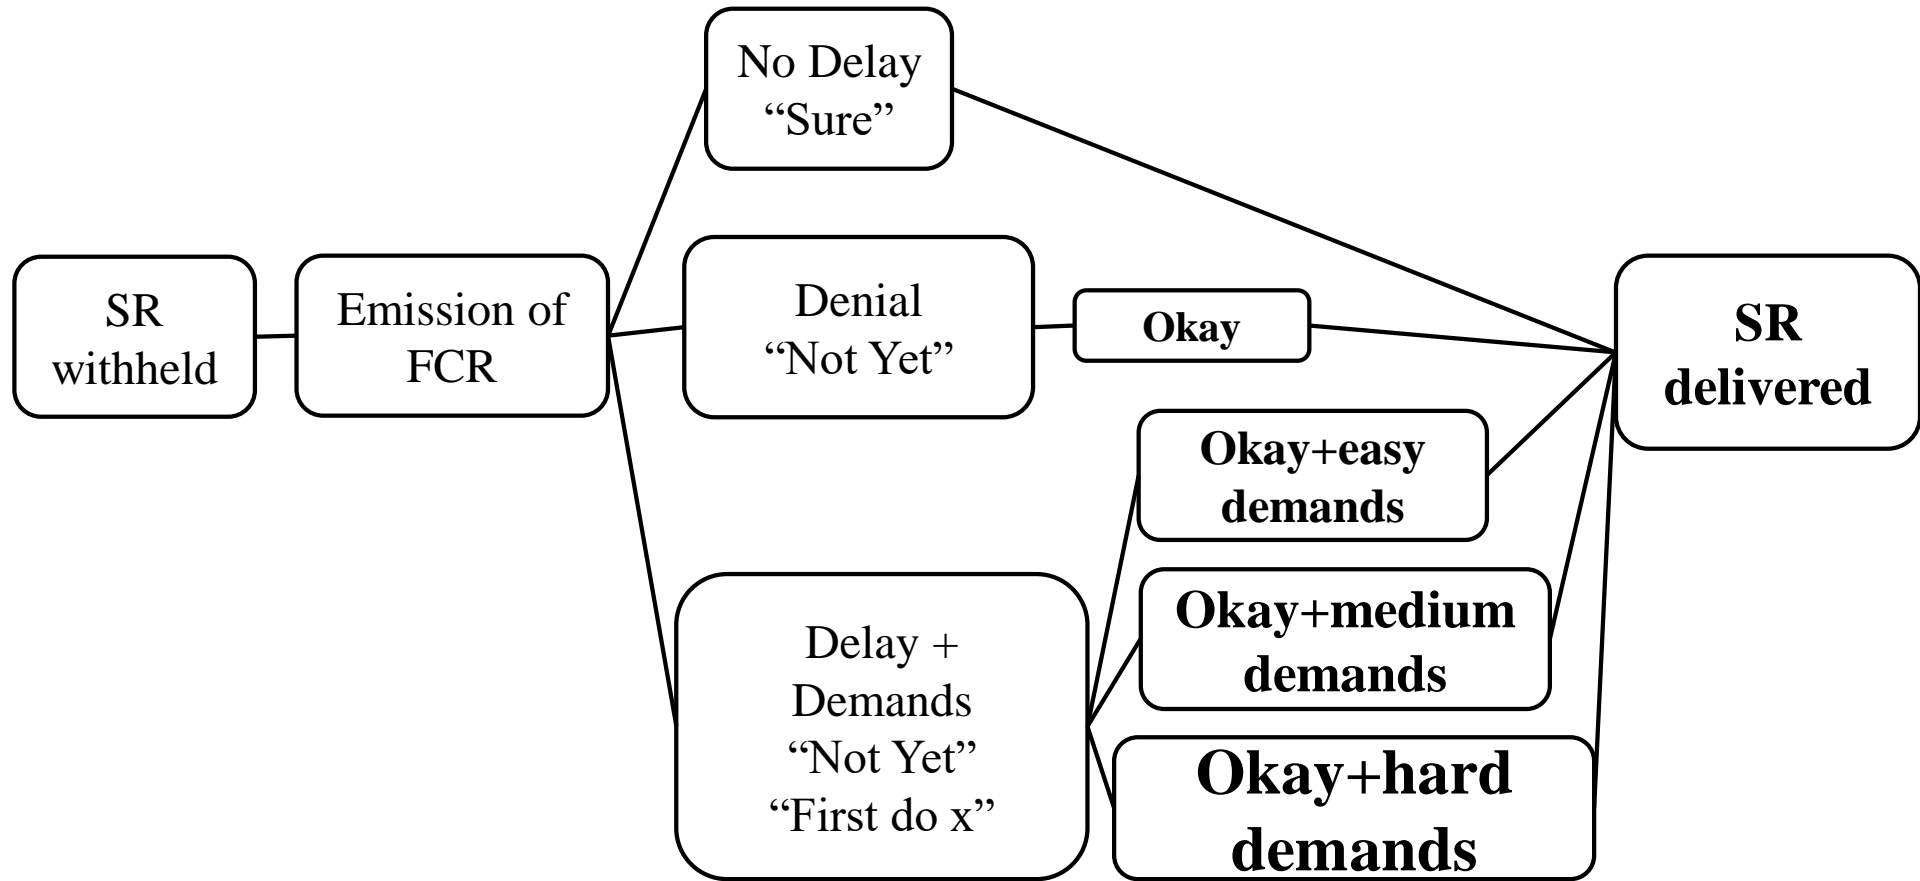 SR
withheld
Emission of
FCR
No Delay
“Sure”
Denial
“Not Yet”
Okay
Delay +
Demands
“Not Yet”
“First do x”
Okay+easy
demands
Okay+medium
demands
Okay+hard
demands
SR
delivered